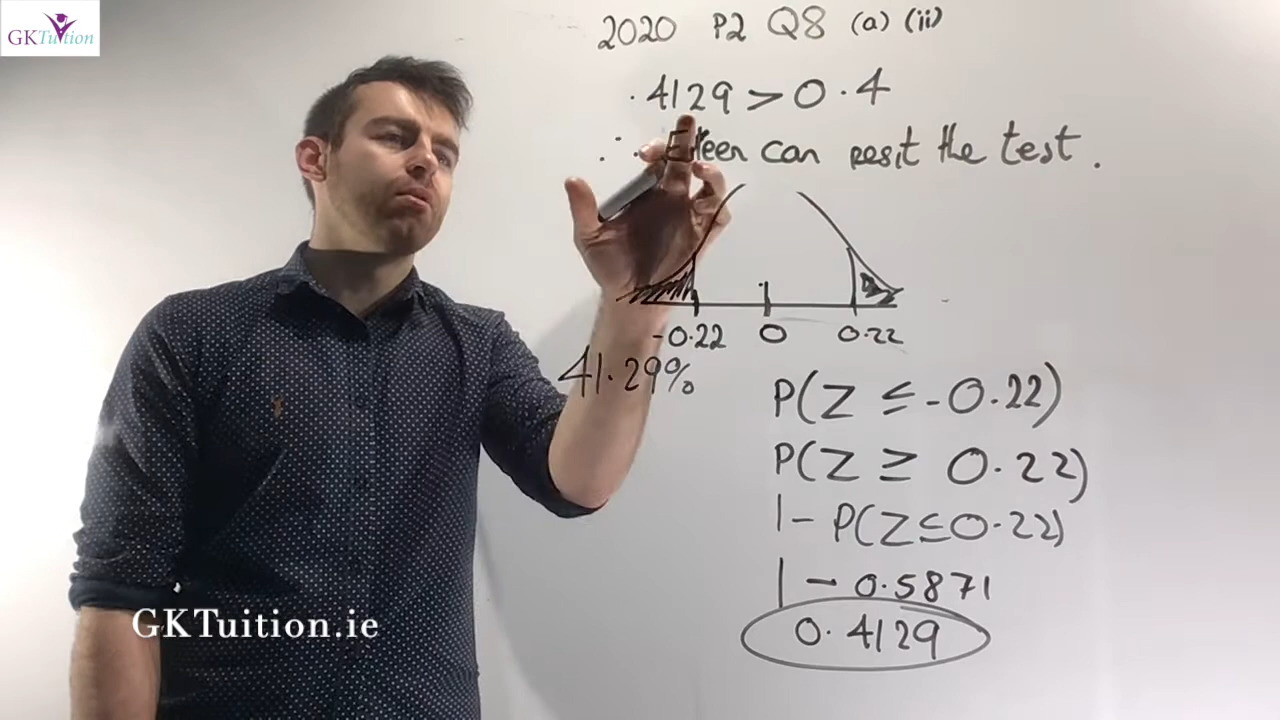 GKTuition
2020 P2 Q8 (a) (ii)
.4129 > 0.4
can resit the test.
-0.22 0 0.22
41.29%
P(Z ≤ -0.22)
P(Z ≥ 0.22)
1 - P(Z ≤ 0.22)
1 - 0.5871
0.4129
GKTuition.ie